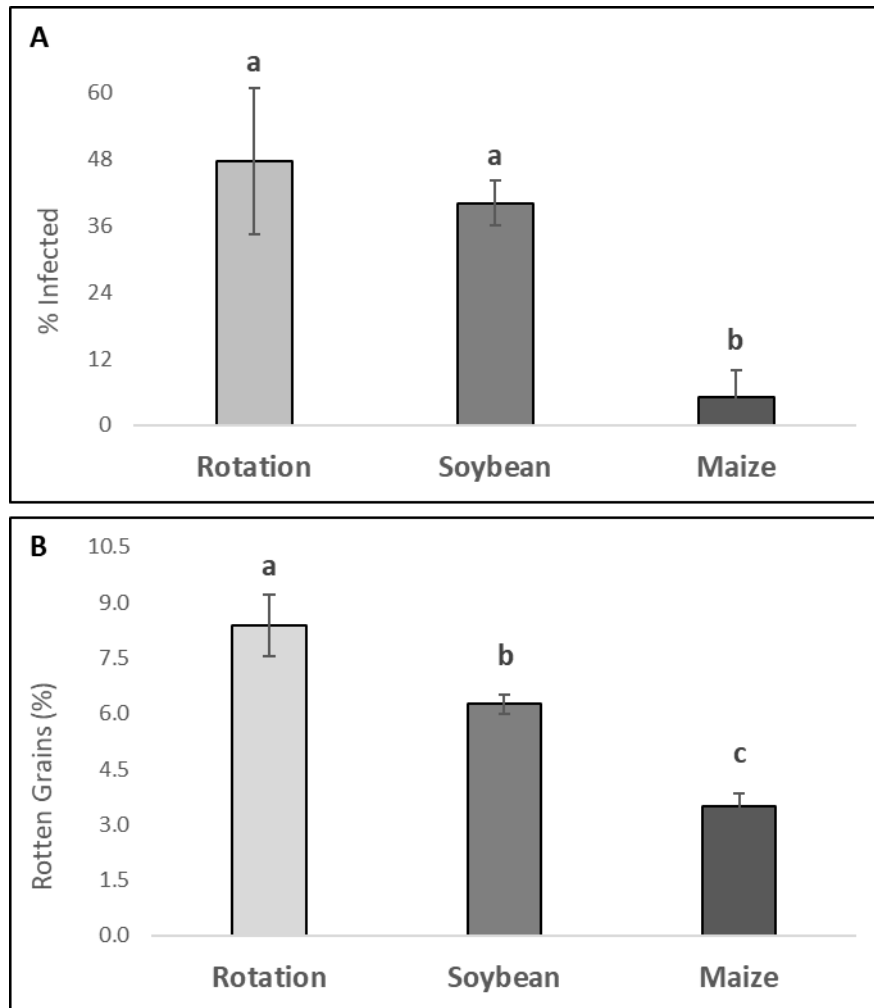 A
a
60
a
48
36
% Infected
24
b
12
0
Rotation Soybean Maize
B
10.5
a
9.0
b
7.5
6.0
Rotten Grains (%)
c
4.5
3.0
1.5
0.0
Rotation Soybean Maize